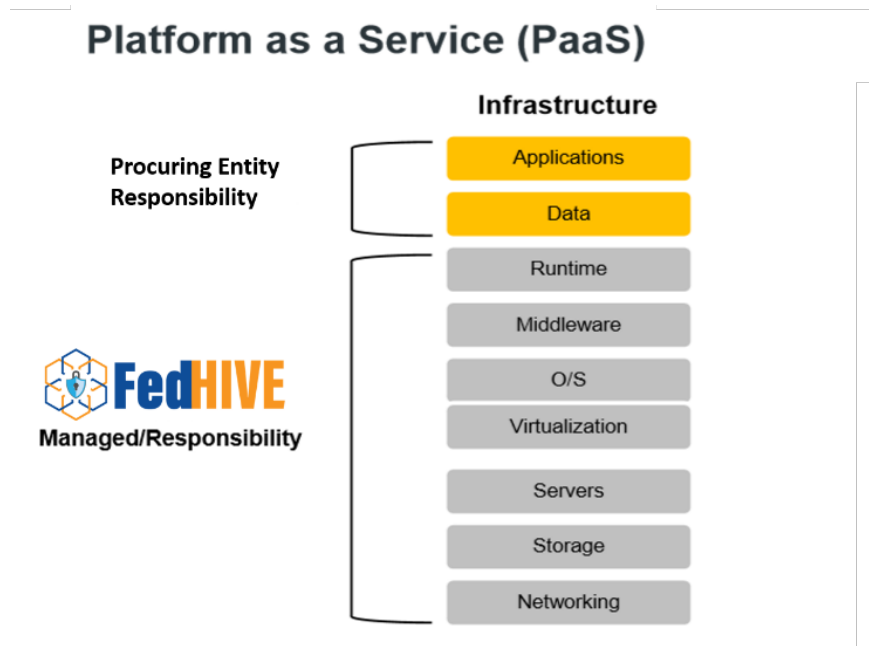 Platform as a Service (PaaS)
Infrastructure
Procuring Entity
Responsibility
Applications
Data
FedHIVE
Managed/Responsibility
Runtime
Middleware
O/S
Virtualization
Servers
Storage
Networking